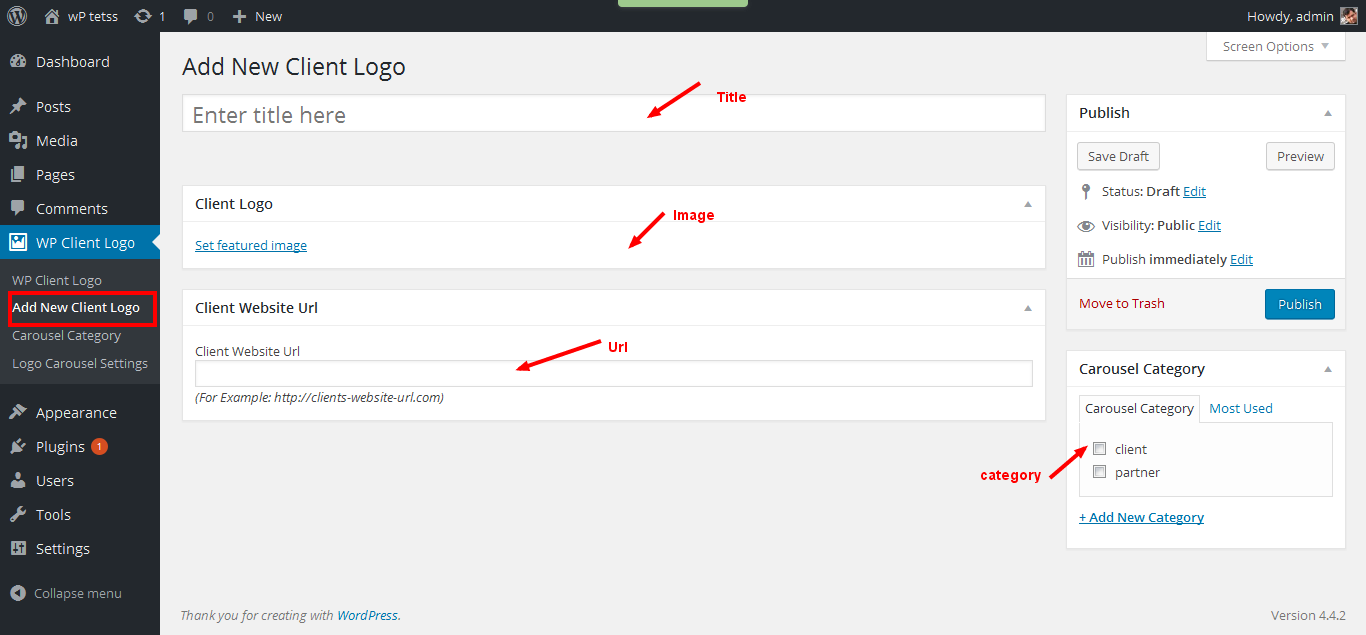 wP tetss 1 0 New
Howdy, admin
Screen Options
Dashboard
Posts
Media
Pages
Comments
WP Client Logo
WP Client Logo
Add New Client Logo
Carousel Category
Logo Carousel Settings
Appearance
Plugins 1
Users
Tools
Settings
Collapse menu
Add New Client Logo
Enter title here
Title
Client Logo
Set featured image
Image
Client Website Url
Client Website Url
Url
(For Example: http://clients-website-url.com)
Publish
Save Draft Preview
Status: Draft Edit
Visibility: Public Edit
Publish immediately Edit
Move to Trash Publish
Carousel Category
Carousel Category Most Used
client
partner
category
+ Add New Category
Thank you for creating with WordPress.
Version 4.4.2